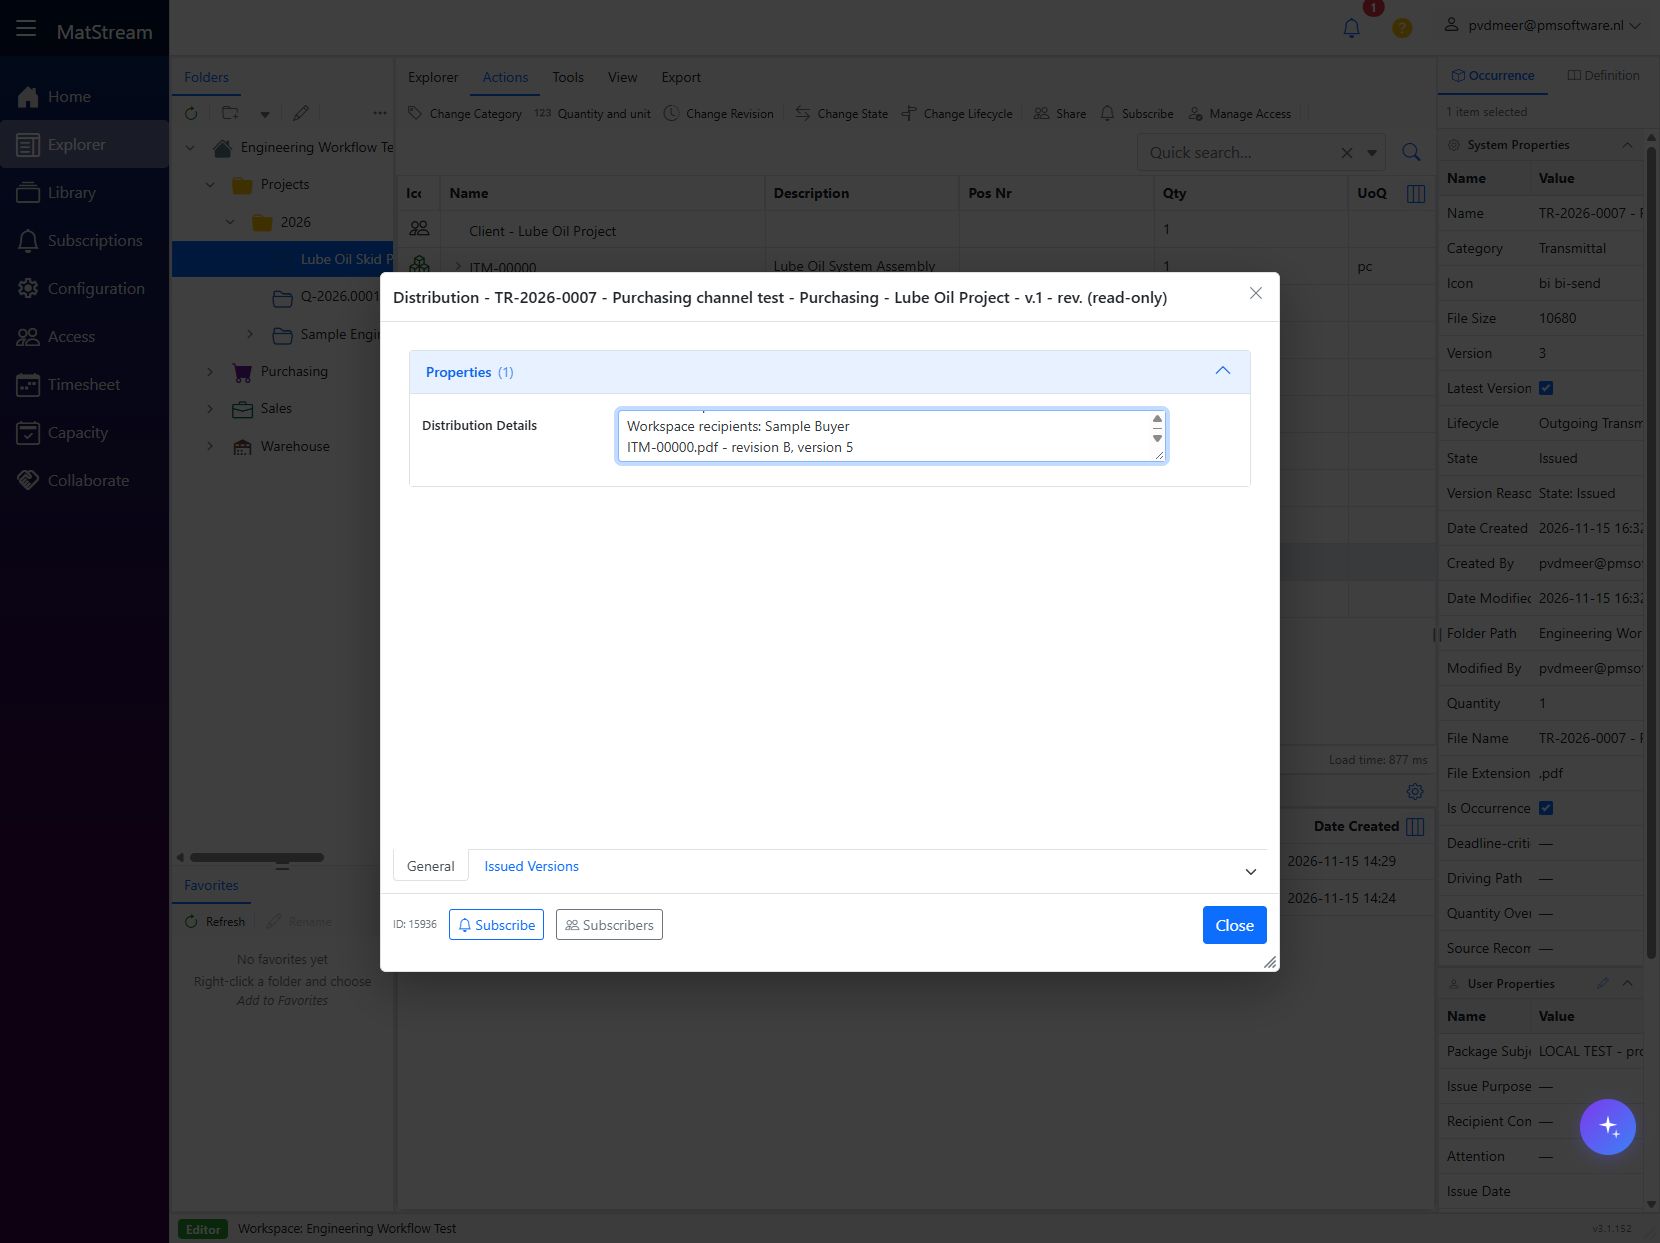 MatStream
1
?
pvdmeer@pmsoftware.nl
Home
Explorer
Library
Subscriptions
Configuration
Access
Timesheet
Capacity
Collaborate
Folders
Engineering Workflow Te
Projects
2026
Lube Oil Skid P
Q-2026.0001
Sample Engi
Purchasing
Sales
Warehouse
Favorites
Refresh
Rename
No favorites yet
Right-click a folder and choose
Add to Favorites
Explorer Actions Tools View Export
Change Category 123 Quantity and unit Change Revision Change State Change Lifecycle Share Subscribe Manage Access
Quick search...
Name Description Pos Nr Qty UoQ
Client - Lube Oil Project 1
ITM-00000 Lube Oil System Assembly 1 pc
Distribution - TR-2026-0007 - Purchasing channel test - Purchasing - Lube Oil Project - v.1 - rev. (read-only)
Properties (1)
Distribution Details
Workspace recipients: Sample Buyer
ITM-00000.pdf - revision B, version 5
General Issued Versions
ID: 15936 Subscribe Subscribers Close
Load time: 877 ms
Date Created
2026-11-15 14:29
2026-11-15 14:24
Occurrence Definition
1 item selected
System Properties
Name Value
Name TR-2026-0007 -
Category Transmittal
Icon bi bi-send
File Size 10680
Version 3
Latest Version
Lifecycle Outgoing Transm
State Issued
Version Reaso State: Issued
Date Created 2026-11-15 16:32
Created By pvdmeer@pmso
Date Modified 2026-11-15 16:32
Folder Path Engineering Wor
Modified By pvdmeer@pmso
Quantity 1
File Name TR-2026-0007 -
File Extension .pdf
Is Occurrence
Deadline-criti —
Driving Path —
Quantity Over —
Source Recor —
User Properties
Name Value
Package Subj LOCAL TEST - pro
Issue Purpose —
Recipient Con —
Attention —
Issue Date
Editor Workspace: Engineering Workflow Test
v3.1.152